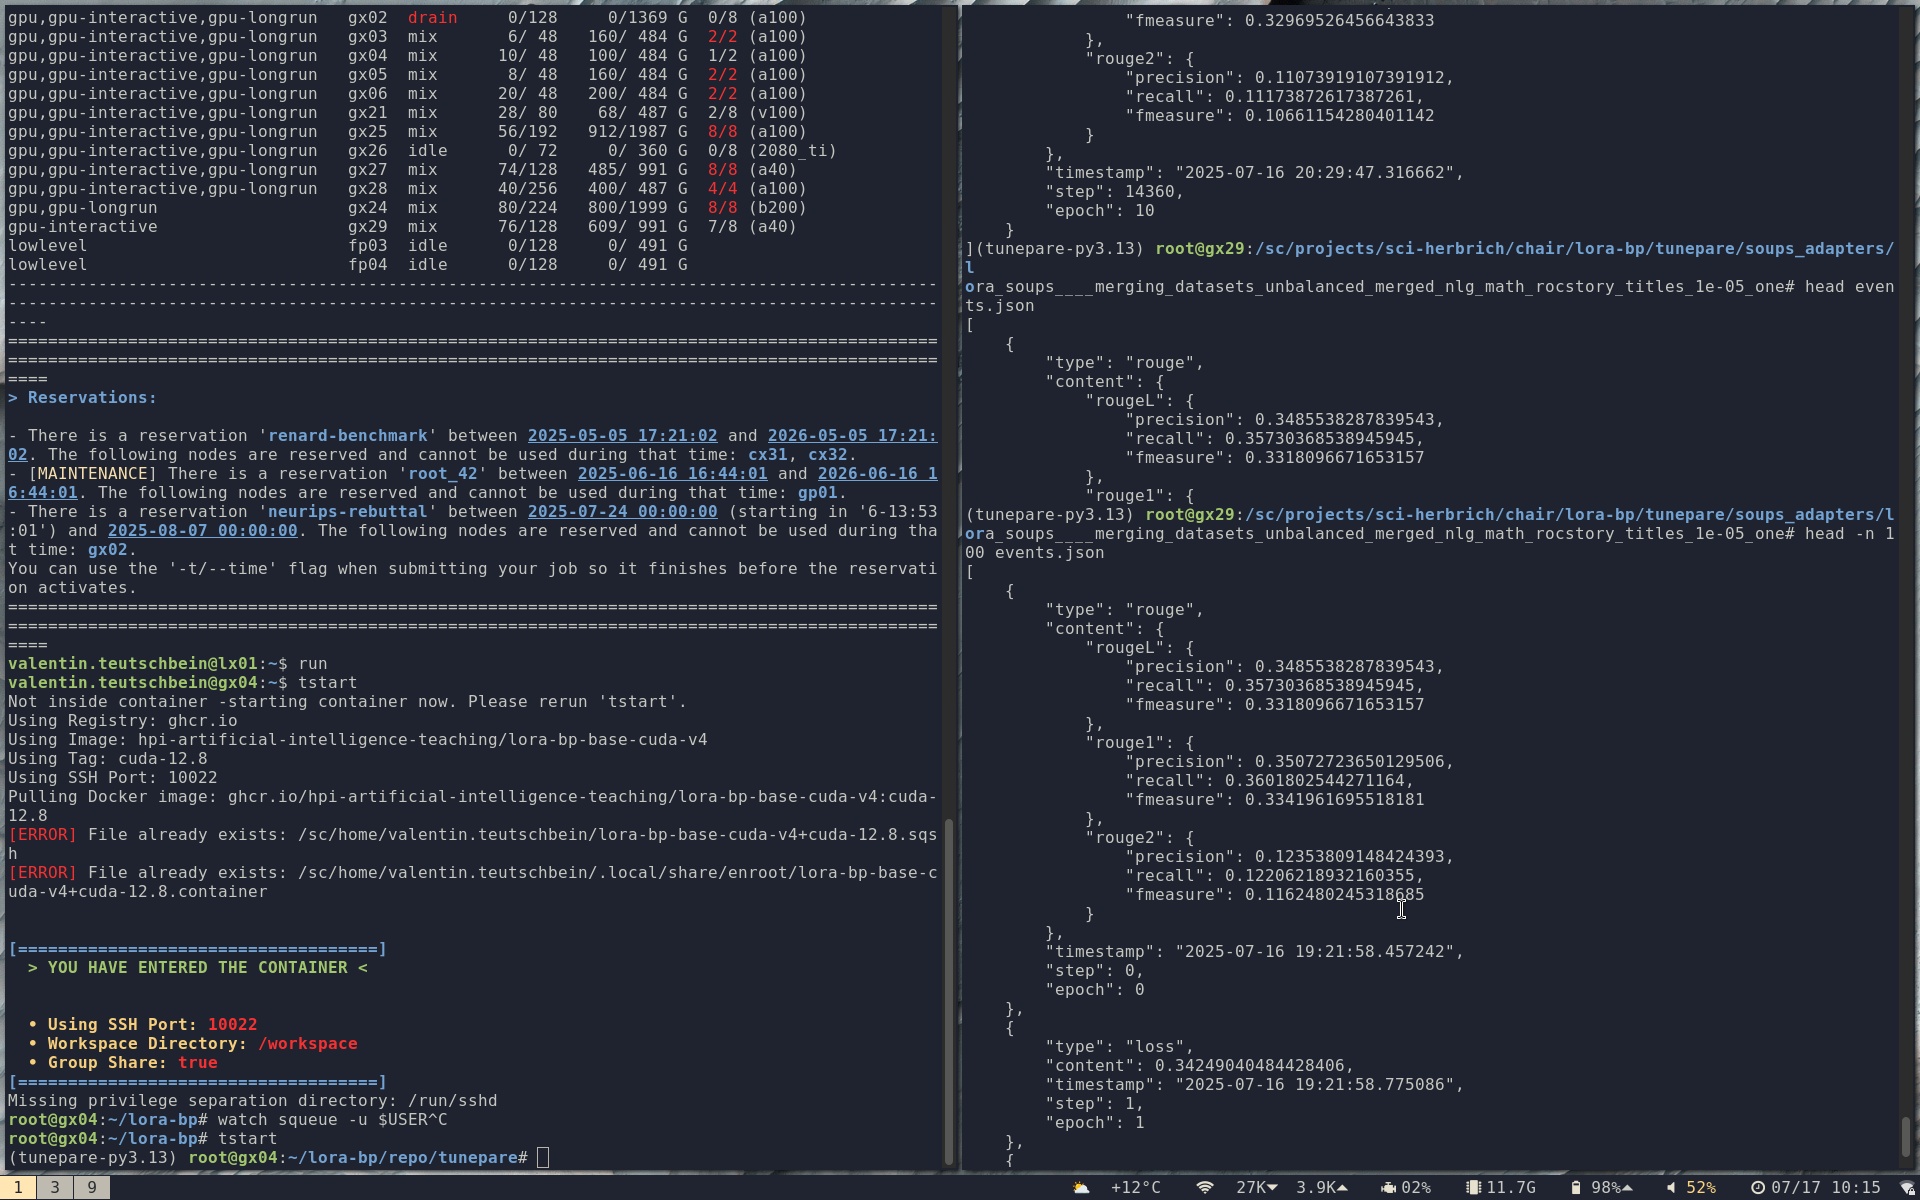 gpu,gpu-interactive,gpu-longrun   gx02  drain     0/128      0/1369 G  0/8 (a100)
gpu,gpu-interactive,gpu-longrun   gx03  mix       6/ 48    160/ 484 G  2/2 (a100)
gpu,gpu-interactive,gpu-longrun   gx04  mix      10/ 48    100/ 484 G  1/2 (a100)
gpu,gpu-interactive,gpu-longrun   gx05  mix       8/ 48    160/ 484 G  2/2 (a100)
gpu,gpu-interactive,gpu-longrun   gx06  mix      20/ 48    200/ 484 G  2/2 (a100)
gpu,gpu-interactive,gpu-longrun   gx21  mix      28/ 80     68/ 487 G  2/8 (v100)
gpu,gpu-interactive,gpu-longrun   gx25  mix      56/192    912/1987 G  8/8 (a100)
gpu,gpu-interactive,gpu-longrun   gx26  idle      0/ 72      0/ 360 G  0/8 (2080_ti)
gpu,gpu-interactive,gpu-longrun   gx27  mix      74/128    485/ 991 G  8/8 (a40)
gpu,gpu-interactive,gpu-longrun   gx28  mix      40/256    400/ 487 G  4/4 (a100)
gpu,gpu-longrun                   gx24  mix      80/224    800/1999 G  8/8 (b200)
gpu-interactive                   gx29  mix      76/128    609/ 991 G  7/8 (a40)
lowlevel                          fp03  idle      0/128      0/ 491 G
lowlevel                          fp04  idle      0/128      0/ 491 G
---------------------------------------------------------------------------------------------
---------------------------------------------------------------------------------------------
----
=============================================================================================
=============================================================================================
====
> Reservations:
- There is a reservation 'renard-benchmark' between 2025-05-05 17:21:02 and 2026-05-05 17:21:
02. The following nodes are reserved and cannot be used during that time: cx31, cx32.
- [MAINTENANCE] There is a reservation 'root_42' between 2025-06-16 16:44:01 and 2026-06-16 1
6:44:01. The following nodes are reserved and cannot be used during that time: gp01.
- There is a reservation 'neurips-rebuttal' between 2025-07-24 00:00:00 (starting in '6-13:53
:01') and 2025-08-07 00:00:00. The following nodes are reserved and cannot be used during tha
t time: gx02.
You can use the '-t/--time' flag when submitting your job so it finishes before the reservati
on activates.
=============================================================================================
=============================================================================================
====
valentin.teutschbein@lx01:~$ run
valentin.teutschbein@gx04:~$ tstart
Not inside container -starting container now. Please rerun 'tstart'.
Using Registry: ghcr.io
Using Image: hpi-artificial-intelligence-teaching/lora-bp-base-cuda-v4
Using Tag: cuda-12.8
Using SSH Port: 10022
Pulling Docker image: ghcr.io/hpi-artificial-intelligence-teaching/lora-bp-base-cuda-v4:cuda-
12.8
[ERROR] File already exists: /sc/home/valentin.teutschbein/lora-bp-base-cuda-v4+cuda-12.8.sqs
h
[ERROR] File already exists: /sc/home/valentin.teutschbein/.local/share/enroot/lora-bp-base-c
uda-v4+cuda-12.8.container
[====================================]
  > YOU HAVE ENTERED THE CONTAINER <
  • Using SSH Port: 10022
  • Workspace Directory: /workspace
  • Group Share: true
[====================================]
Missing privilege separation directory: /run/sshd
root@gx04:~/lora-bp# watch squeue -u $USER^C
root@gx04:~/lora-bp# tstart
(tunepare-py3.13) root@gx04:~/lora-bp/repo/tunepare#
                "fmeasure": 0.32969526456643833
            },
            "rouge2": {
                "precision": 0.11073919107391912,
                "recall": 0.11173872617387261,
                "fmeasure": 0.10661154280401142
            }
        },
        "timestamp": "2025-07-16 20:29:47.316662",
        "step": 14360,
        "epoch": 10
    }
](tunepare-py3.13) root@gx29:/sc/projects/sci-herbrich/chair/lora-bp/tunepare/soups_adapters/
l
ora_soups____merging_datasets_unbalanced_merged_nlg_math_rocstory_titles_1e-05_one# head even
ts.json
[
    {
        "type": "rouge",
        "content": {
            "rougeL": {
                "precision": 0.3485538287839543,
                "recall": 0.35730368538945945,
                "fmeasure": 0.3318096671653157
            },
            "rouge1": {
(tunepare-py3.13) root@gx29:/sc/projects/sci-herbrich/chair/lora-bp/tunepare/soups_adapters/l
ora_soups____merging_datasets_unbalanced_merged_nlg_math_rocstory_titles_1e-05_one# head -n 1
00 events.json
[
    {
        "type": "rouge",
        "content": {
            "rougeL": {
                "precision": 0.3485538287839543,
                "recall": 0.35730368538945945,
                "fmeasure": 0.3318096671653157
            },
            "rouge1": {
                "precision": 0.35072723650129506,
                "recall": 0.3601802544271164,
                "fmeasure": 0.3341961695518181
            },
            "rouge2": {
                "precision": 0.12353809148424393,
                "recall": 0.12206218932160355,
                "fmeasure": 0.1162480245318685
            }
        },
        "timestamp": "2025-07-16 19:21:58.457242",
        "step": 0,
        "epoch": 0
    },
    {
        "type": "loss",
        "content": 0.34249040484428406,
        "timestamp": "2025-07-16 19:21:58.775086",
        "step": 1,
        "epoch": 1
    },
    {
1 3 9 +12°C 27K 3.9K 02% 11.7G 98% 52% 07/17 10:15